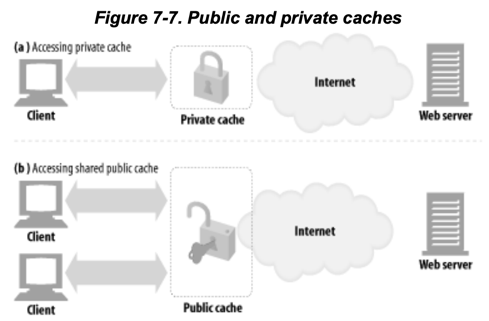 Figure 7-7. Public and private caches
(a) Accessing private cache
Internet
Client
Private cache
Web server
(b) Accessing shared public cache
Client
Internet
Web server
Client
Public cache